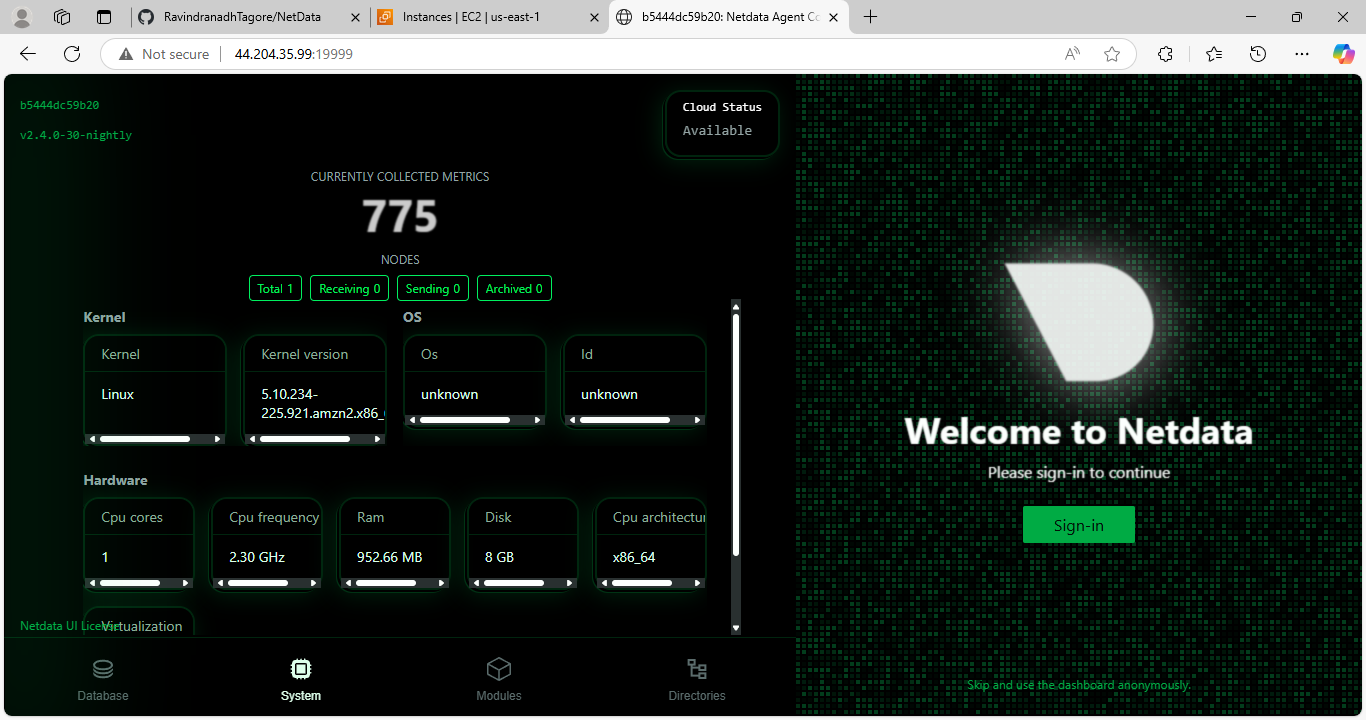 RavindranadhTagore/NetData
Instances | EC2 | us-east-1
b5444dc59b20: Netdata Agent Co
Not secure
44.204.35.99:19999
b5444dc59b20
v2.4.0-30-nightly
Cloud Status
Available
CURRENTLY COLLECTED METRICS
775
NODES
Total 1
Receiving 0
Sending 0
Archived 0
Kernel
OS
Kernel
Kernel version
Os
Id
Linux
5.10.234-
225.921.amzn2.x86_
unknown
unknown
Hardware
Cpu cores
Cpu frequency
Ram
Disk
Cpu architectur
1
2.30 GHz
952.66 MB
8 GB
x86_64
Virtualization
Netdata UI License
Database
System
Modules
Directories
Welcome to Netdata
Please sign-in to continue
Sign-in
Skip and use the dashboard anonymously.